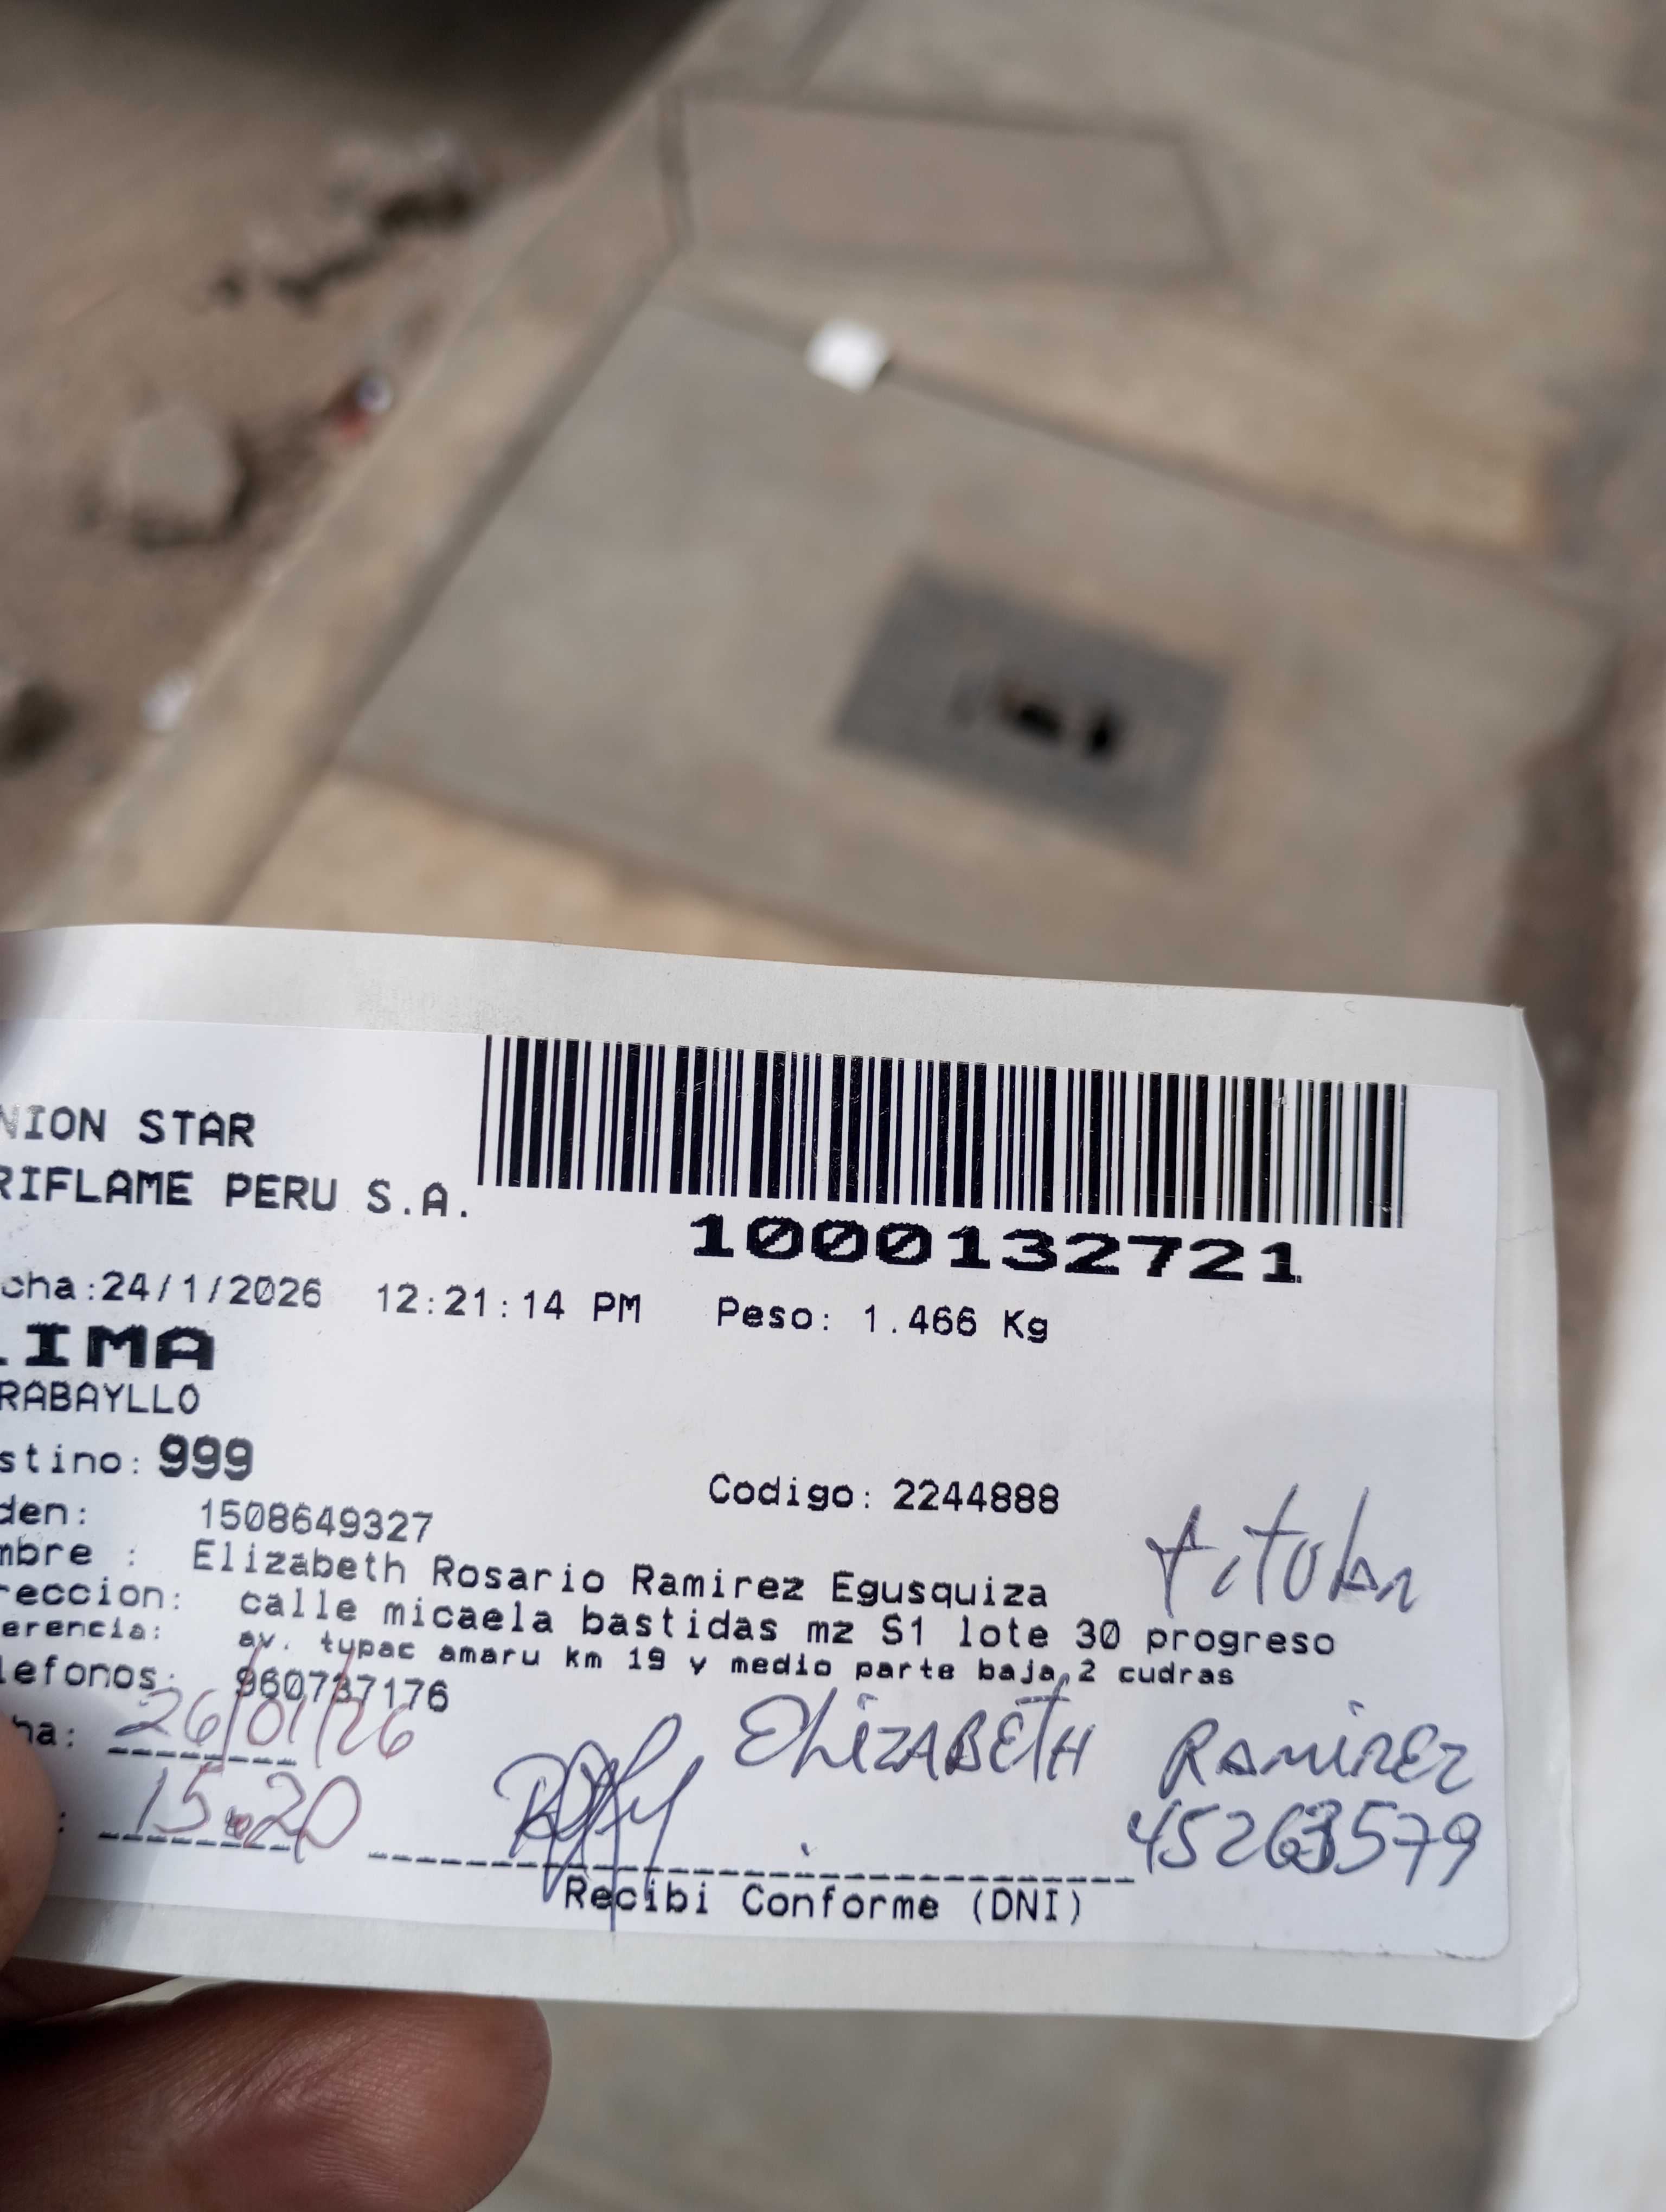 NION STAR
RIFLAME PERU S.A.
1000132721
cha:24/1/2026 12:21:14 PM Peso: 1.466 Kg
LIMA
RABAYLLO
stino: 999
Codigo: 2244888
den: 1508649327
titular
mbre : Elizabeth Rosario Ramirez Egusquiza
reccion: calle micaela bastidas mz S1 lote 30 progreso
erencia: av. tupac amaru km 19 y medio parte baja, 2 cudras
lefonos: 960737176
ha: 26/01/26
ELIZABETH RAMIREZ
: 15:20
45263579
Recibi Conforme (DNI)